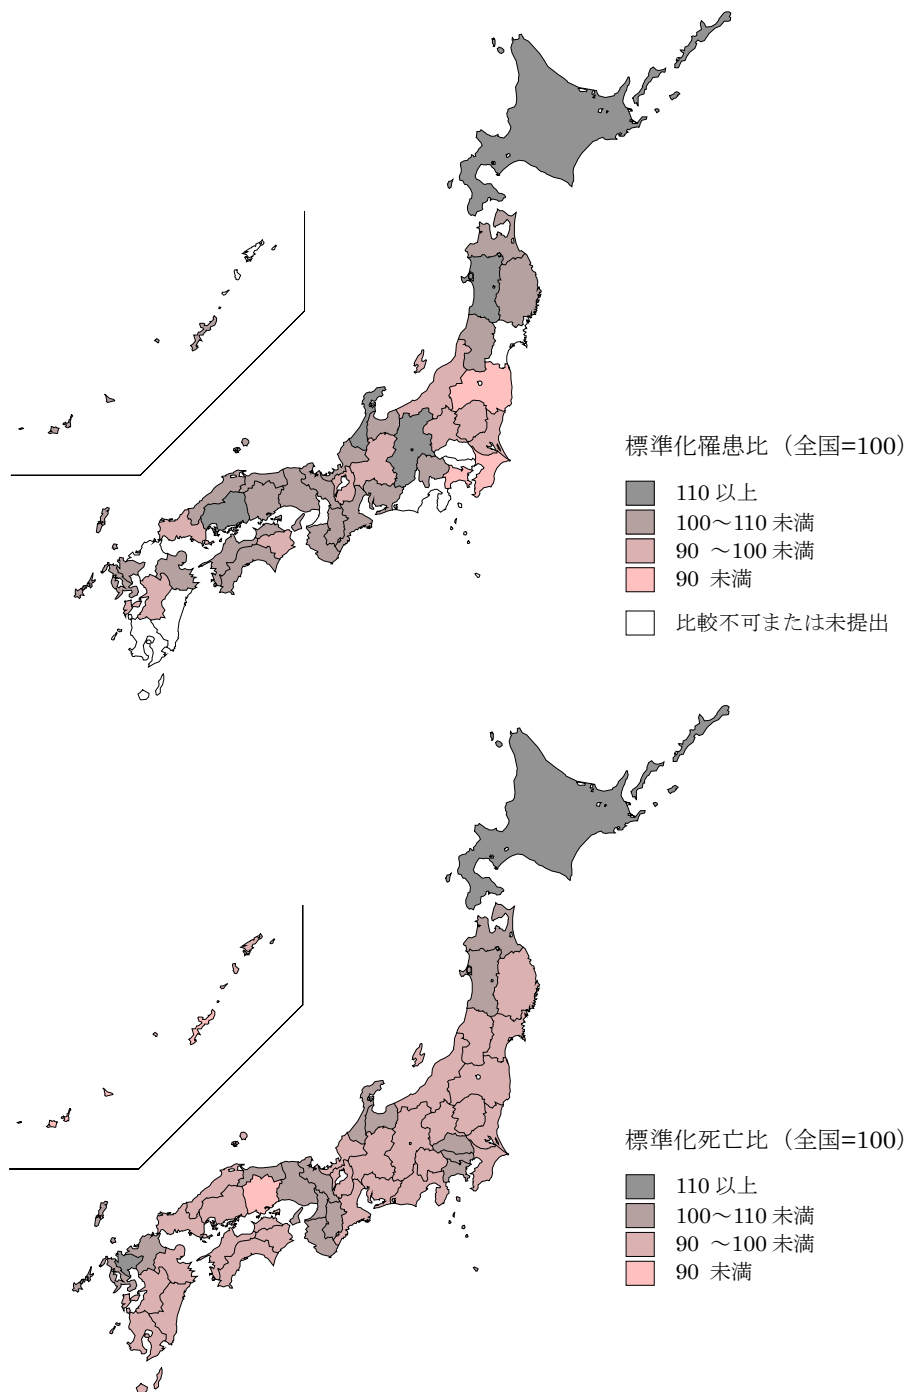 標準化罹患比（全国=100）
110 以上
100～110 未満
90 ～100 未満
90 未満
比較不可または未提出
標準化死亡比（全国=100）
110 以上
100～110 未満
90 ～100 未満
90 未満